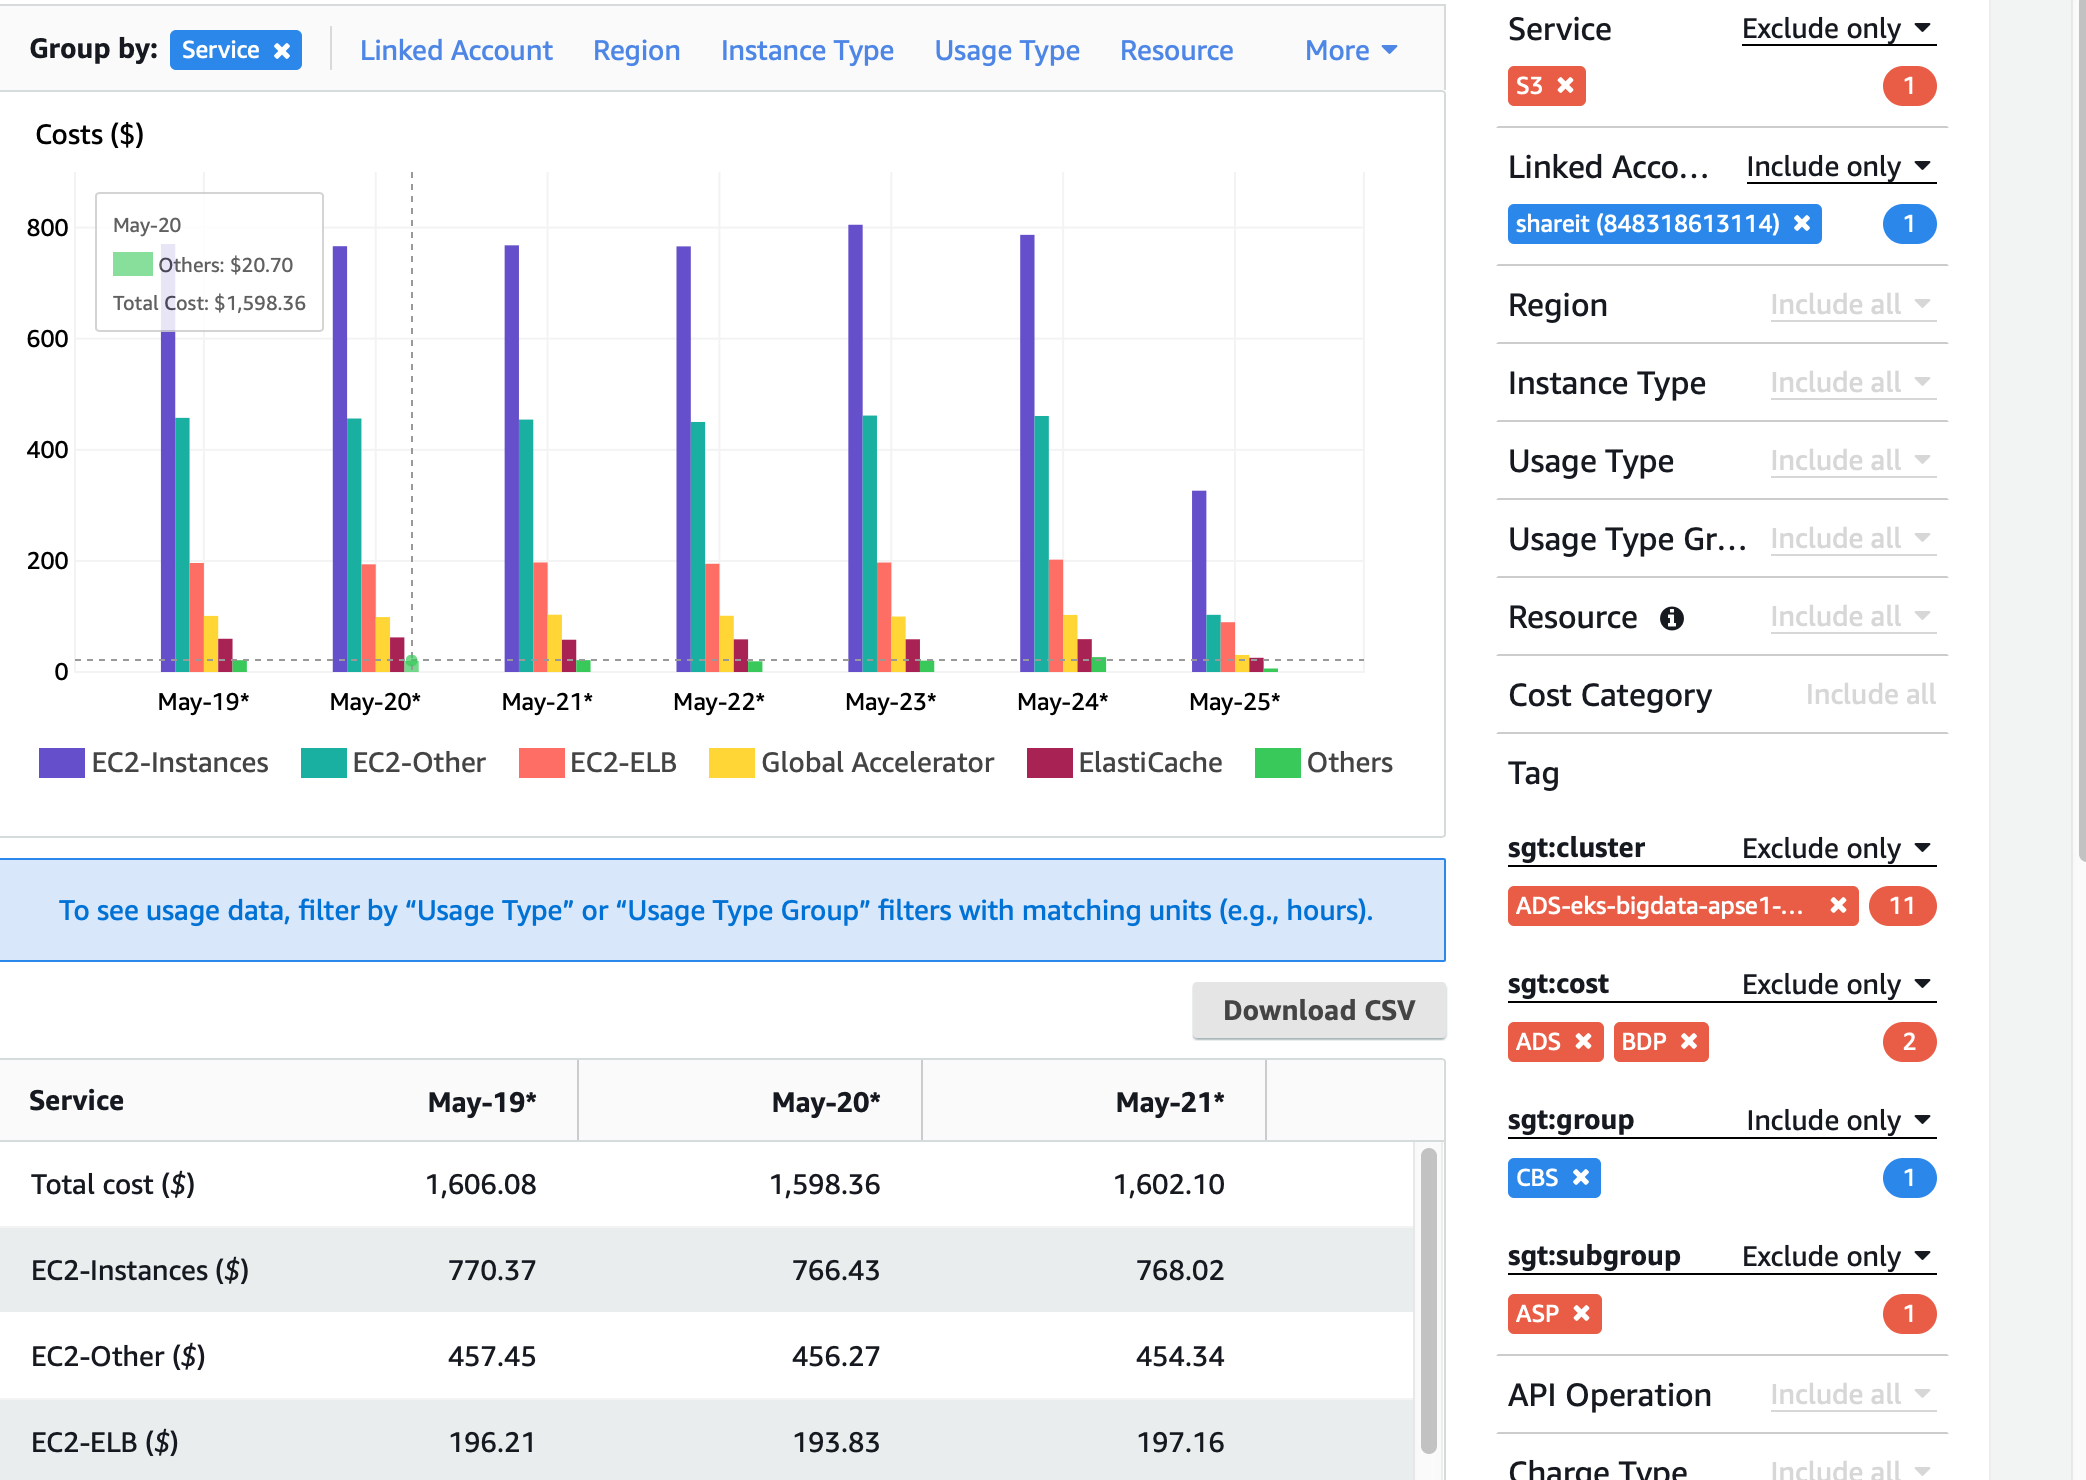 Group by: Service ✖ Linked Account Region Instance Type Usage Type Resource More
Costs ($)
May-20
Others: $20.70
Total Cost: $1,598.36
800
600
400
200
0
May-19* May-20* May-21* May-22* May-23* May-24* May-25*
EC2-Instances EC2-Other EC2-ELB Global Accelerator ElastiCache Others
To see usage data, filter by “Usage Type” or “Usage Type Group” filters with matching units (e.g., hours).
Download CSV
Service May-19* May-20* May-21*
Total cost ($) 1,606.08 1,598.36 1,602.10
EC2-Instances ($) 770.37 766.43 768.02
EC2-Other ($) 457.45 456.27 454.34
EC2-ELB ($) 196.21 193.83 197.16
Service Exclude only
S3 ✖ 1
Linked Acco... Include only
shareit (848318613114) ✖ 1
Region Include all
Instance Type Include all
Usage Type Include all
Usage Type Gr... Include all
Resource Include all
Cost Category Include all
Tag
sgt:cluster Exclude only
ADS-eks-bigdata-apse1-... ✖ 11
sgt:cost Exclude only
ADS ✖ BDP ✖ 2
sgt:group Include only
CBS ✖ 1
sgt:subgroup Exclude only
ASP ✖ 1
API Operation Include all
Charge Type Include all